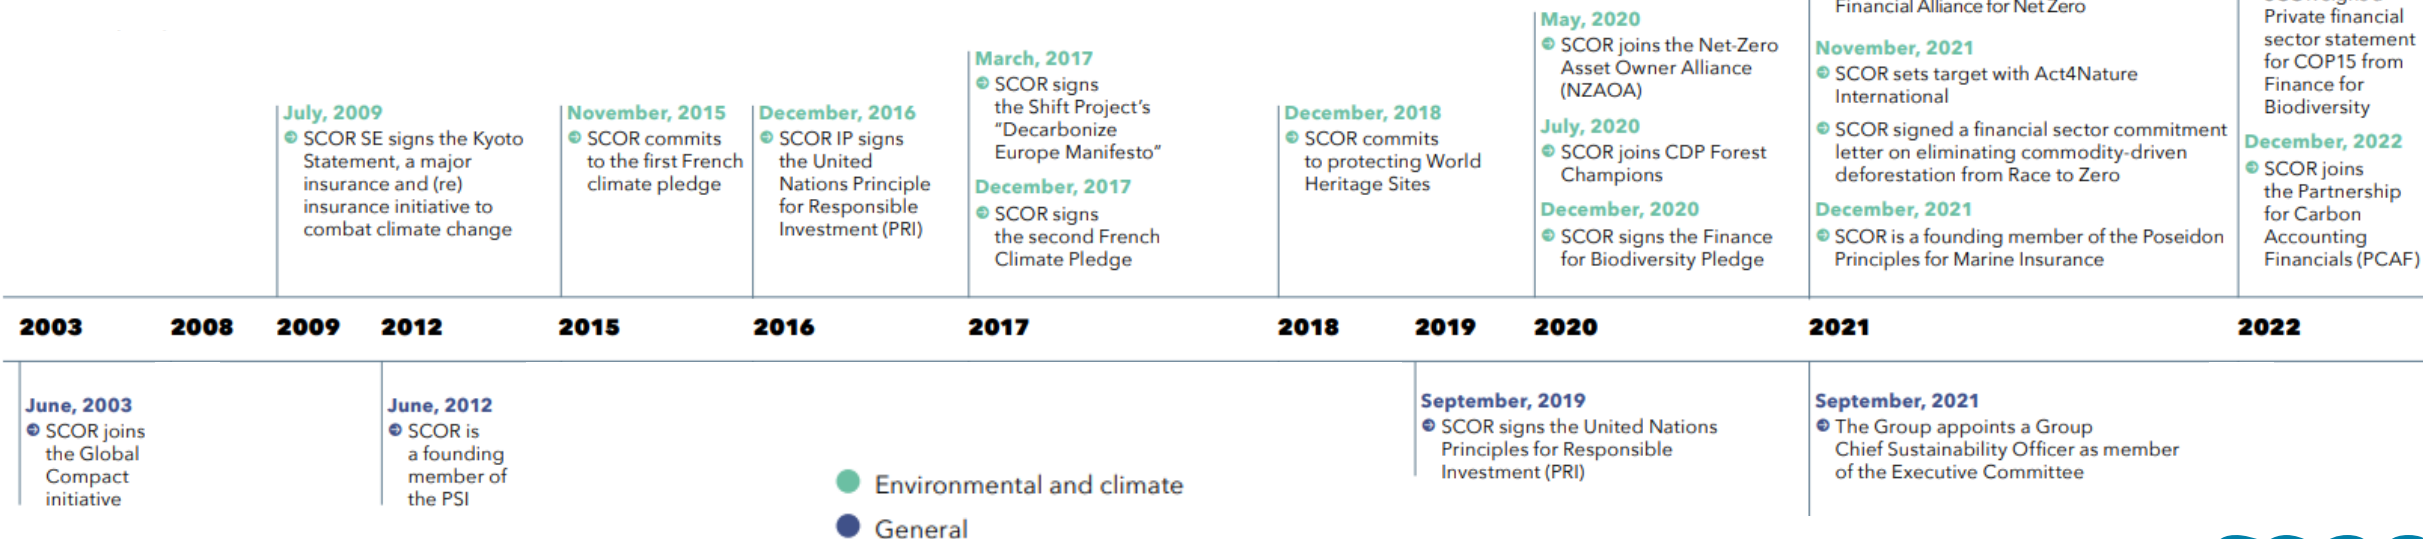 July, 2009
SCOR SE signs the Kyoto
Statement, a major
insurance and (re)
insurance initiative to
combat climate change
November, 2015
SCOR commits
to the first French
climate pledge
December, 2016
SCOR IP signs
the United
Nations Principle
for Responsible
Investment (PRI)
March, 2017
SCOR signs
the Shift Project's
"Decarbonize
Europe Manifesto"
December, 2017
SCOR signs
the second French
Climate Pledge
December, 2018
SCOR commits
to protecting World
Heritage Sites
May, 2020
SCOR joins the Net-Zero
Asset Owner Alliance
(NZAOA)
July, 2020
SCOR joins CDP Forest
Champions
December, 2020
SCOR signs the Finance
for Biodiversity Pledge
Financial Alliance for Net Zero
November, 2021
SCOR sets target with Act4Nature
International
SCOR signed a financial sector commitment
letter on eliminating commodity-driven
deforestation from Race to Zero
December, 2021
SCOR is a founding member of the Poseidon
Principles for Marine Insurance
Private financial
sector statement
for COP15 from
Finance for
Biodiversity
December, 2022
SCOR joins
the Partnership
for Carbon
Accounting
Financials (PCAF)
2003 2008 2009 2012 2015 2016 2017 2018 2019 2020 2021 2022
June, 2003
SCOR joins
the Global
Compact
initiative
June, 2012
SCOR is
a founding
member of
the PSI
September, 2019
SCOR signs the United Nations
Principles for Responsible
Investment (PRI)
September, 2021
The Group appoints a Group
Chief Sustainability Officer as member
of the Executive Committee
Environmental and climate
General